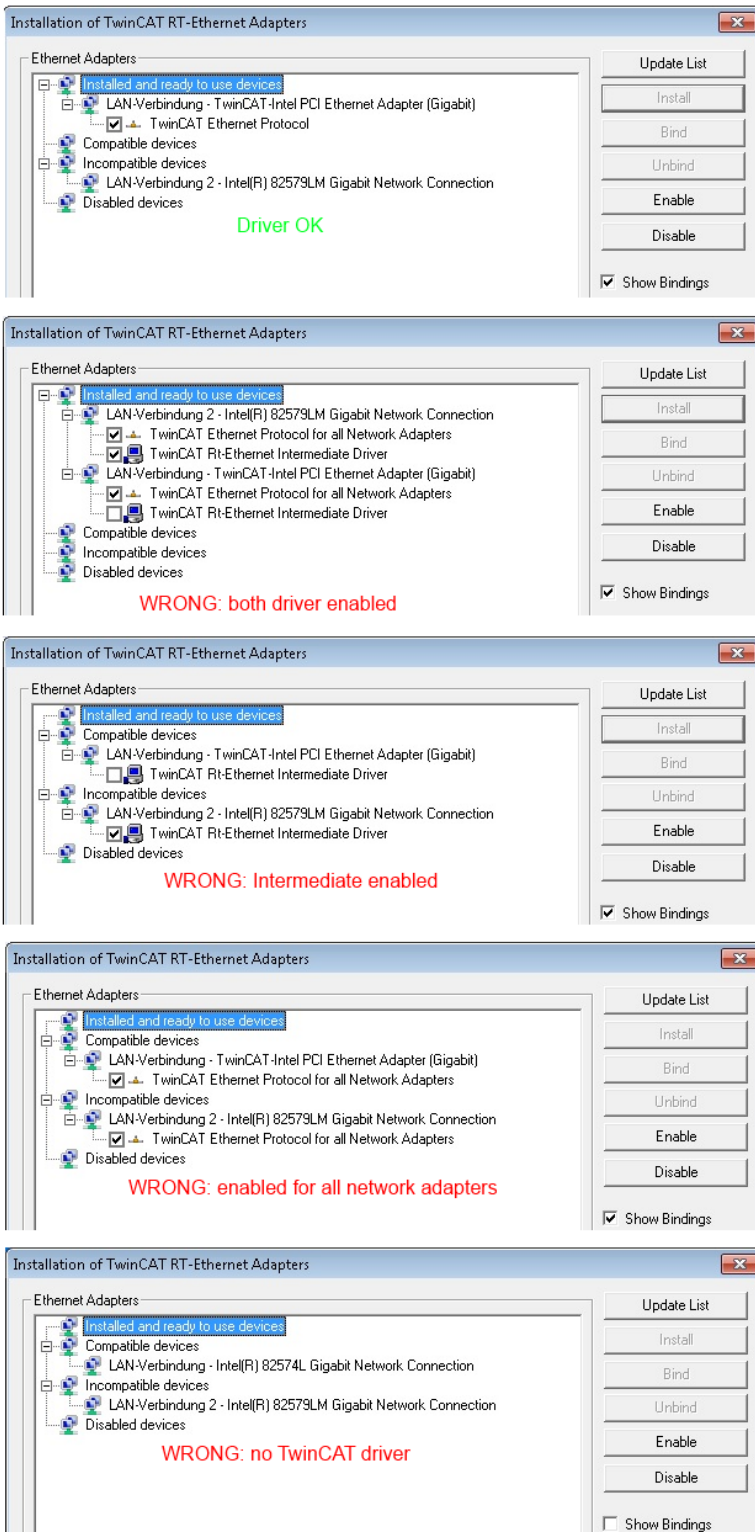 Installation of TwinCAT RT-Ethernet Adapters
Ethernet Adapters
Installed and ready to use devices
LAN-Verbindung - TwinCAT-Intel PCI Ethernet Adapter (Gigabit)
TwinCAT Ethernet Protocol
Compatible devices
Incompatible devices
LAN-Verbindung 2 - Intel(R) 82579LM Gigabit Network Connection
Disabled devices
Driver OK
Update List
Install
Bind
Unbind
Enable
Disable
Show Bindings
Installation of TwinCAT RT-Ethernet Adapters
Ethernet Adapters
Installed and ready to use devices
LAN-Verbindung 2 - Intel(R) 82579LM Gigabit Network Connection
TwinCAT Ethernet Protocol for all Network Adapters
TwinCAT Rt-Ethernet Intermediate Driver
LAN-Verbindung - TwinCAT-Intel PCI Ethernet Adapter (Gigabit)
TwinCAT Ethernet Protocol for all Network Adapters
TwinCAT Rt-Ethernet Intermediate Driver
Compatible devices
Incompatible devices
Disabled devices
WRONG: both driver enabled
Update List
Install
Bind
Unbind
Enable
Disable
Show Bindings
Installation of TwinCAT RT-Ethernet Adapters
Ethernet Adapters
Installed and ready to use devices
Compatible devices
LAN-Verbindung - TwinCAT-Intel PCI Ethernet Adapter (Gigabit)
TwinCAT Rt-Ethernet Intermediate Driver
Incompatible devices
LAN-Verbindung 2 - Intel(R) 82579LM Gigabit Network Connection
TwinCAT Rt-Ethernet Intermediate Driver
Disabled devices
WRONG: Intermediate enabled
Update List
Install
Bind
Unbind
Enable
Disable
Show Bindings
Installation of TwinCAT RT-Ethernet Adapters
Ethernet Adapters
Installed and ready to use devices
Compatible devices
LAN-Verbindung - TwinCAT-Intel PCI Ethernet Adapter (Gigabit)
TwinCAT Ethernet Protocol for all Network Adapters
Incompatible devices
LAN-Verbindung 2 - Intel(R) 82579LM Gigabit Network Connection
TwinCAT Ethernet Protocol for all Network Adapters
Disabled devices
WRONG: enabled for all network adapters
Update List
Install
Bind
Unbind
Enable
Disable
Show Bindings
Installation of TwinCAT RT-Ethernet Adapters
Ethernet Adapters
Installed and ready to use devices
Compatible devices
LAN-Verbindung - Intel(R) 82574L Gigabit Network Connection
Incompatible devices
LAN-Verbindung 2 - Intel(R) 82579LM Gigabit Network Connection
Disabled devices
WRONG: no TwinCAT driver
Update List
Install
Bind
Unbind
Enable
Disable
Show Bindings